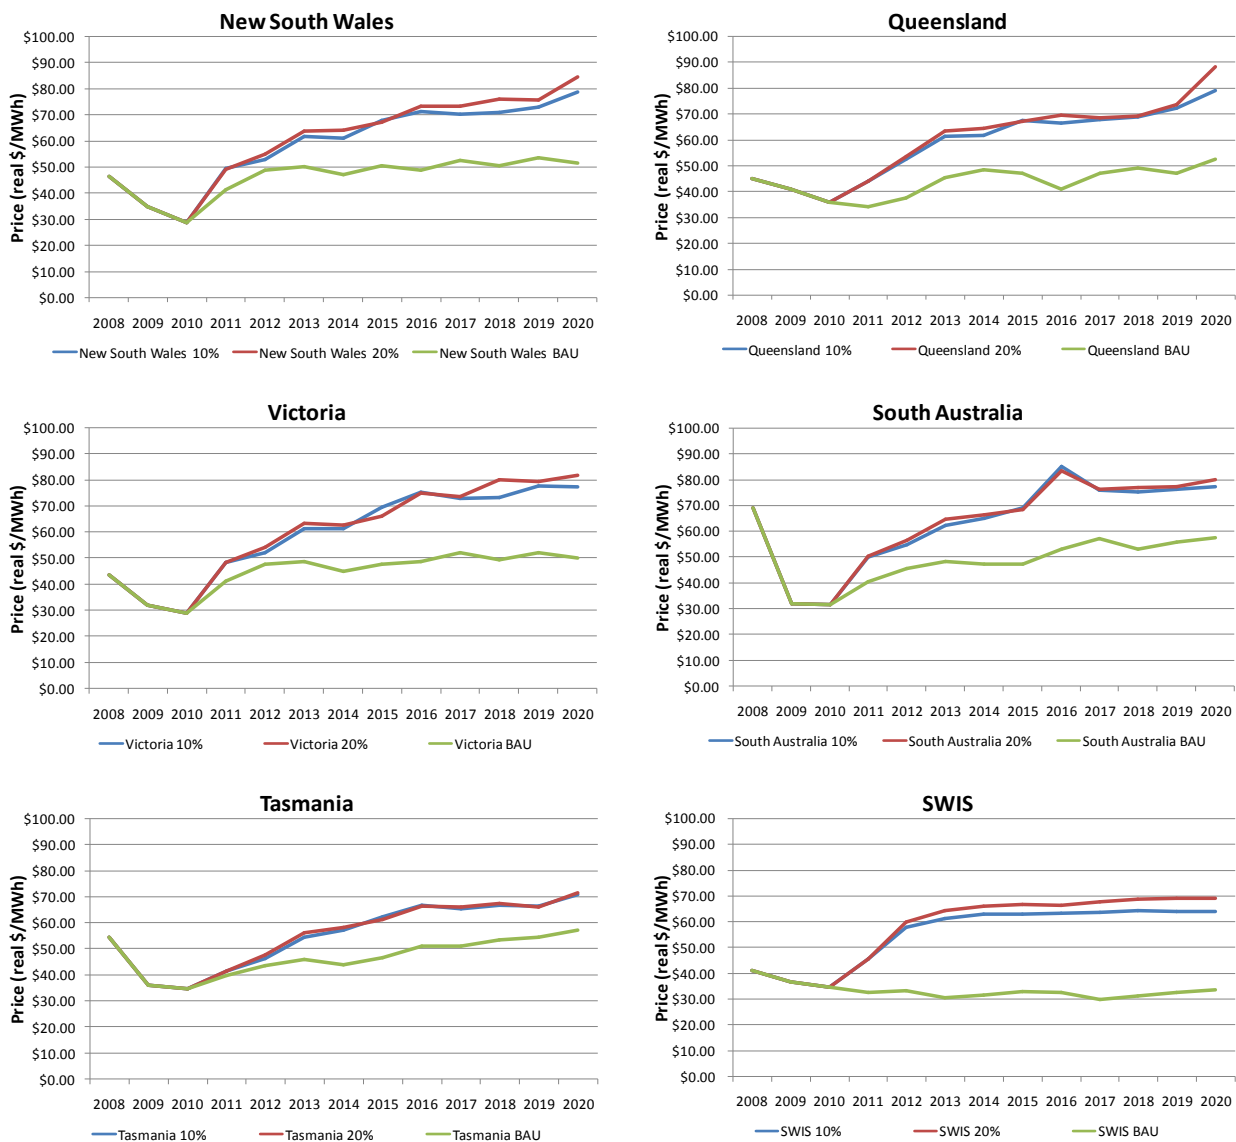 New South Wales
Price (real $/MWh)
$100.00
$90.00
$80.00
$70.00
$60.00
$50.00
$40.00
$30.00
$20.00
$10.00
$0.00
2008 2009 2010 2011 2012 2013 2014 2015 2016 2017 2018 2019 2020
New South Wales 10% New South Wales 20% New South Wales BAU
Queensland
Price (real $/MWh)
$100.00
$90.00
$80.00
$70.00
$60.00
$50.00
$40.00
$30.00
$20.00
$10.00
$0.00
2008 2009 2010 2011 2012 2013 2014 2015 2016 2017 2018 2019 2020
Queensland 10% Queensland 20% Queensland BAU
Victoria
Price (real $/MWh)
$100.00
$90.00
$80.00
$70.00
$60.00
$50.00
$40.00
$30.00
$20.00
$10.00
$0.00
2008 2009 2010 2011 2012 2013 2014 2015 2016 2017 2018 2019 2020
Victoria 10% Victoria 20% Victoria BAU
South Australia
Price (real $/MWh)
$100.00
$90.00
$80.00
$70.00
$60.00
$50.00
$40.00
$30.00
$20.00
$10.00
$0.00
2008 2009 2010 2011 2012 2013 2014 2015 2016 2017 2018 2019 2020
South Australia 10% South Australia 20% South Australia BAU
Tasmania
Price (real $/MWh)
$100.00
$90.00
$80.00
$70.00
$60.00
$50.00
$40.00
$30.00
$20.00
$10.00
$0.00
2008 2009 2010 2011 2012 2013 2014 2015 2016 2017 2018 2019 2020
Tasmania 10% Tasmania 20% Tasmania BAU
SWIS
Price (real $/MWh)
$100.00
$90.00
$80.00
$70.00
$60.00
$50.00
$40.00
$30.00
$20.00
$10.00
$0.00
2008 2009 2010 2011 2012 2013 2014 2015 2016 2017 2018 2019 2020
SWIS 10% SWIS 20% SWIS BAU